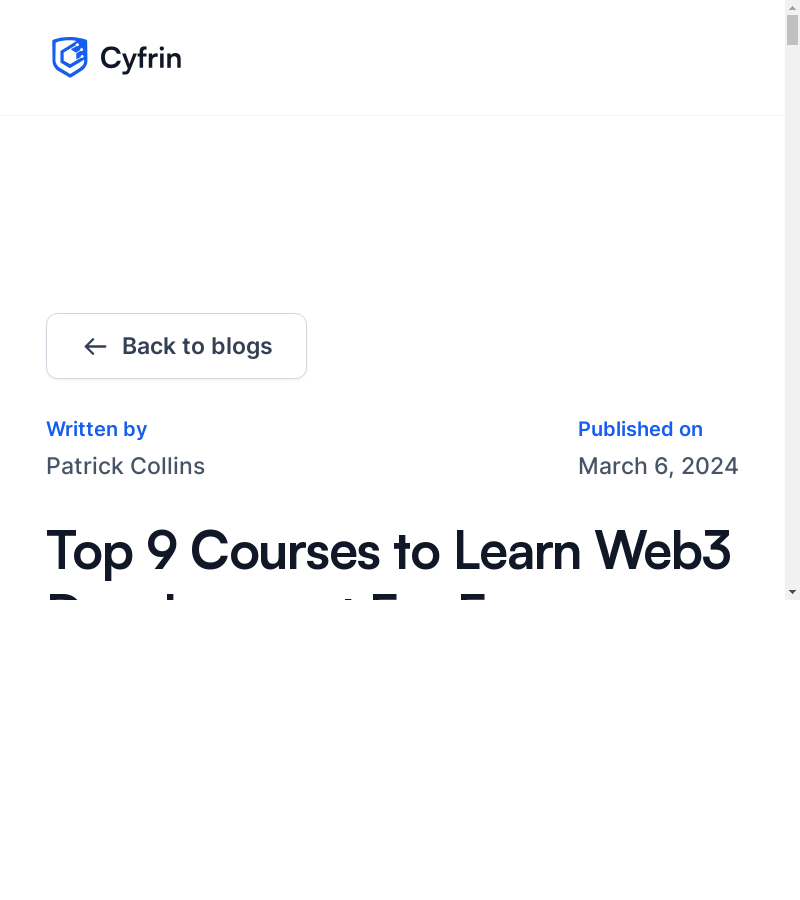 Cyfrin
Back to blogs
Written by
Patrick Collins
Published on
March 6, 2024
Top 9 Courses to Learn Web3